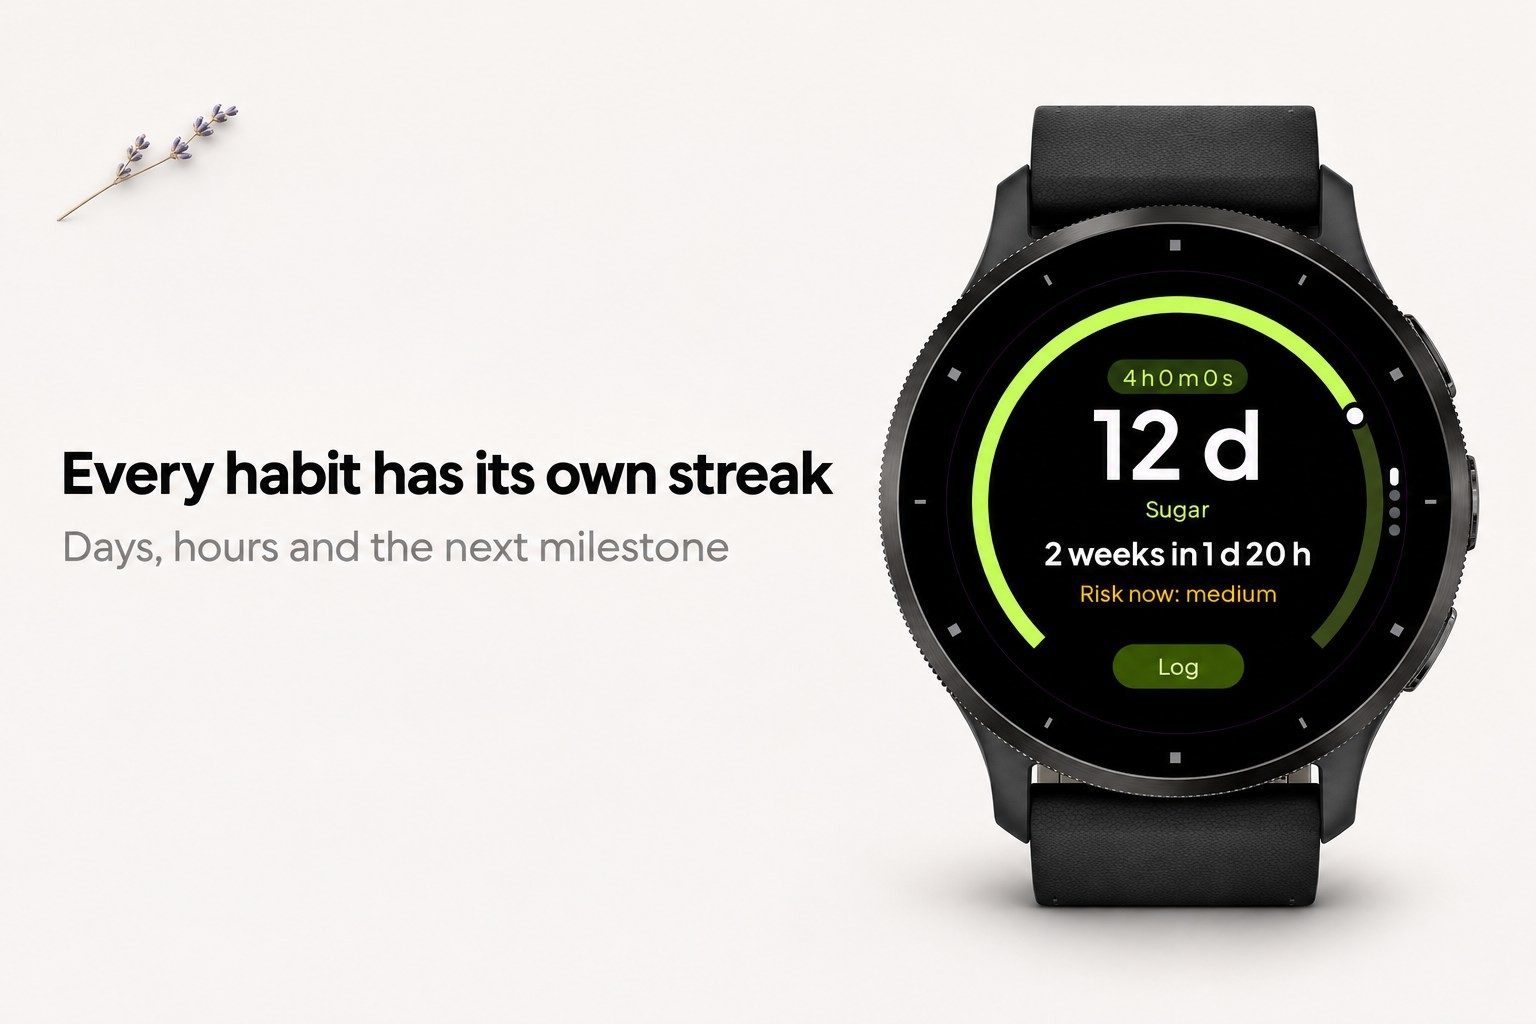 Every habit has its own streak
Days, hours and the next milestone
4h0m0s
12 d
Sugar
2 weeks in 1 d 20 h
Risk now: medium
Log